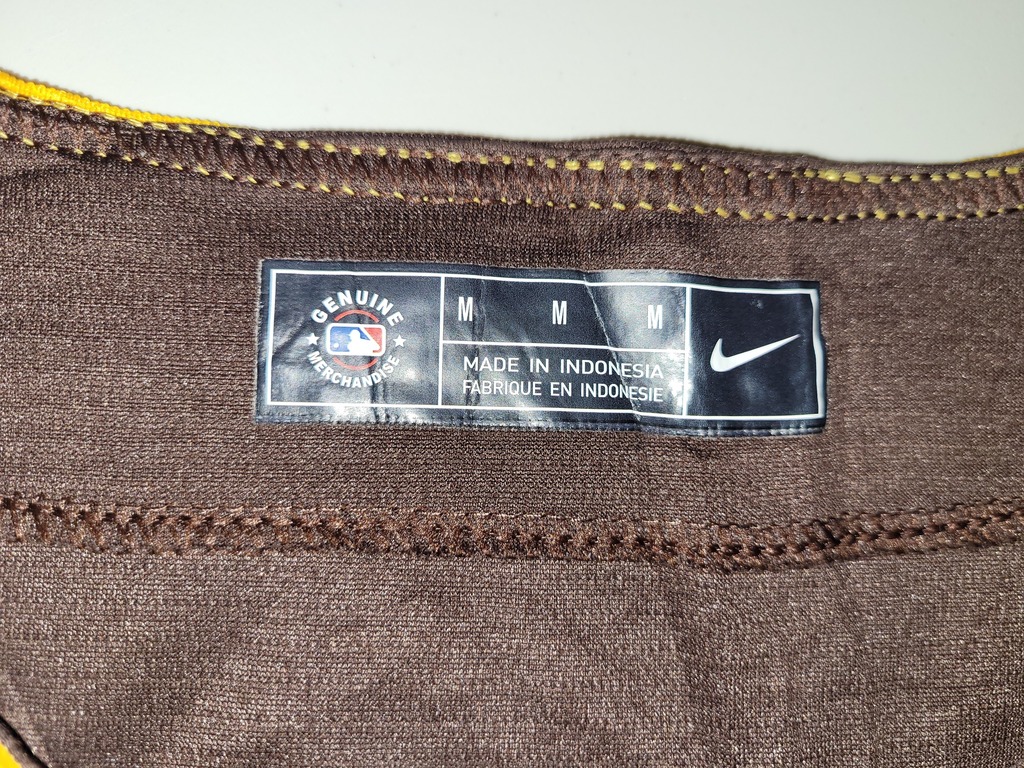 GENUINE
MERCHANDISE
M M M
MADE IN INDONESIA
FABRIQUE EN INDONESIE